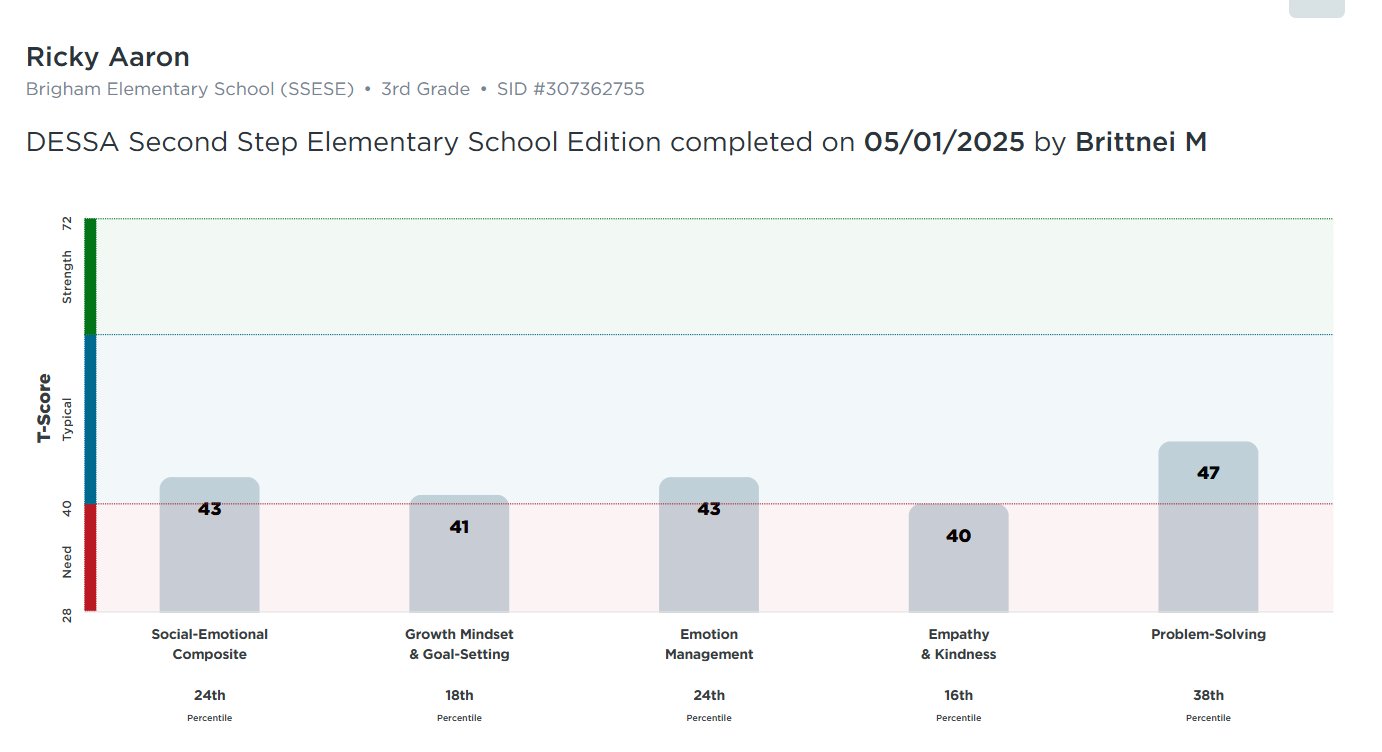 Ricky Aaron
Brigham Elementary School (SSESE) • 3rd Grade • SID #307362755
DESSA Second Step Elementary School Edition completed on 05/01/2025 by Brittnei M
T-Score
72
Strength
Typical
40
Need
28
43
41
43
40
47
Social-Emotional
Composite
24th
Percentile
Growth Mindset
& Goal-Setting
18th
Percentile
Emotion
Management
24th
Percentile
Empathy
& Kindness
16th
Percentile
Problem-Solving
38th
Percentile